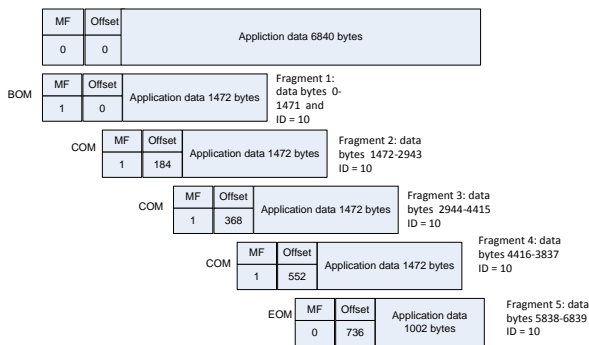 MF Offset
Appliction data 6840 bytes
0 0
BOM
MF Offset
Application data 1472 bytes
1 0
Fragment 1:
data bytes 0-
1471 and
ID = 10
COM
MF Offset
Application data 1472 bytes
1 184
Fragment 2: data
bytes 1472-2943
ID = 10
COM
MF Offset
Application data 1472 bytes
1 368
Fragment 3: data
bytes 2944-4415
ID = 10
COM
MF Offset
Application data 1472 bytes
1 552
Fragment 4: data
bytes 4416-3837
ID = 10
EOM
MF Offset
Application data
1002 bytes
0 736
Fragment 5: data
bytes 5838-6839
ID = 10